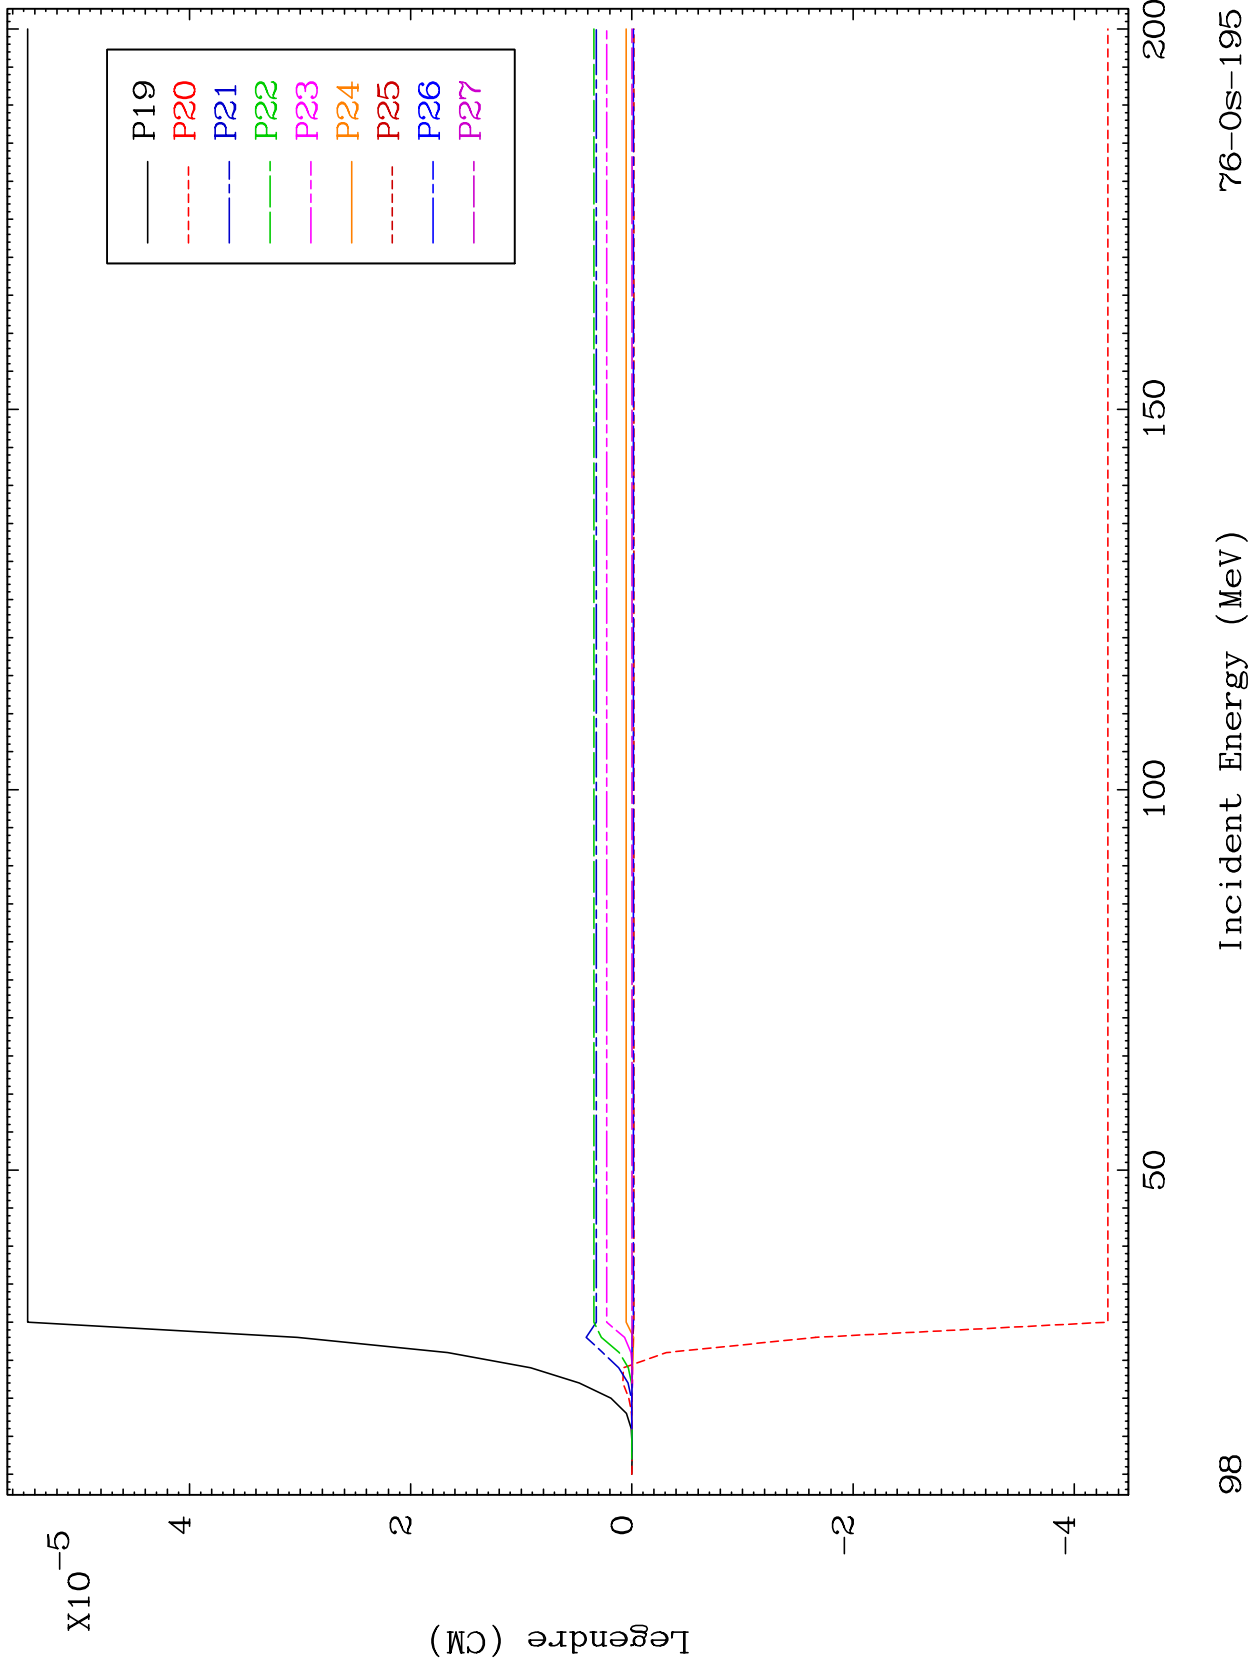 X10
-5
4
2
0
-2
-4
Legendre (CM)
P19
P20
P21
P22
P23
P24
P25
P26
P27
50
100
150
200
Incident Energy (MeV)
98
76-Os-195